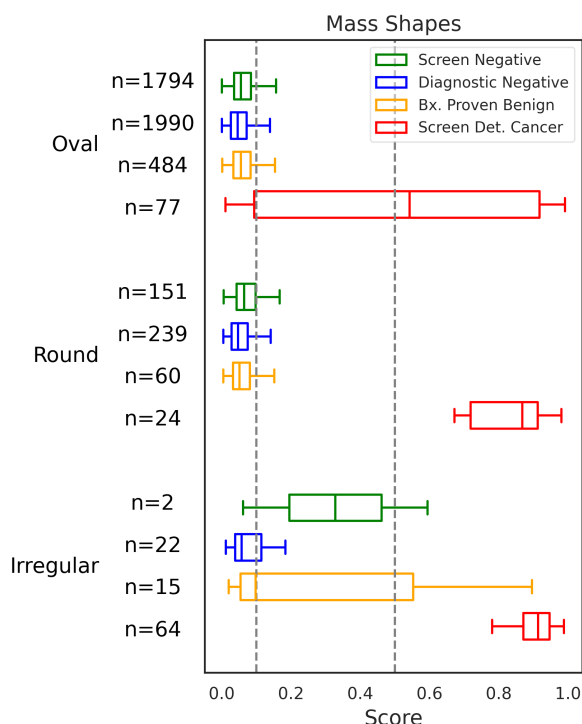 Mass Shapes
Screen Negative
Diagnostic Negative
Bx. Proven Benign
Screen Det. Cancer
Oval
n=1794
n=1990
n=484
n=77
Round
n=151
n=239
n=60
n=24
Irregular
n=2
n=22
n=15
n=64
0.0 0.2 0.4 0.6 0.8 1.0
Score